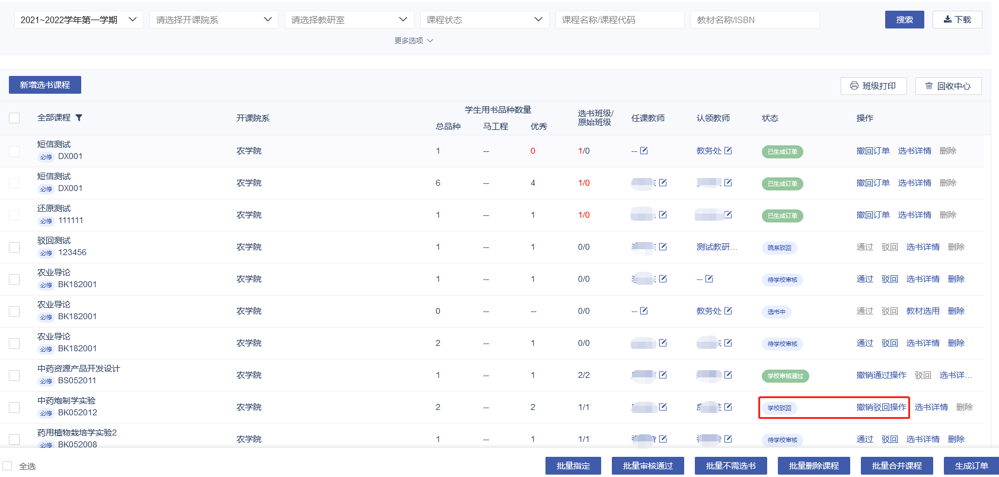 2021~2022学年第一学期 请选择开课院系 请选择教研室 课程状态 课程名称/课程代码 教材名称/ISBN 搜索 下载
更多选项
新增选书课程 班级打印 回收中心
全部课程 开课院系 学生用书品种数量 总品种 马工程 优秀 选书班级/原始班级 任课教师 认领教师 状态 操作
短信测试 农学院 1 -- 0 1/0 -- 教务处 已生成订单 撤回订单 选书详情 删除
必修 DX001
短信测试 农学院 6 -- 4 1/0 已生成订单 撤回订单 选书详情 删除
必修 DX001
还原测试 农学院 1 -- 1 1/0 已生成订单 撤回订单 选书详情 删除
必修 111111
驳回测试 农学院 1 -- 1 0/0 测试教研... 院系驳回 通过 驳回 选书详情 删除
必修 123456
农业导论 农学院 1 -- 1 0/0 -- 待学校审核 通过 驳回 选书详情 删除
必修 BK182001
农业导论 农学院 0 -- -- 0/0 -- 教务处 选书中 通过 驳回 教材选用 删除
必修 BK182001
农业导论 农学院 2 -- 1 0/0 待学校审核 通过 驳回 选书详情 删除
必修 BK182001
中药资源产品开发设计 农学院 1 -- 1 2/2 学校审核通过 撤销通过操作 驳回 选书详...
必修 BS052011
中药炮制学实验 农学院 2 -- 2 1/1 学校驳回 撤销驳回操作 选书详情 删除
必修 BK052012
药用植物栽培学实验2 农学院 1 -- 1 1/1 待学校审核 通过 驳回 选书详情 删除
必修 BK052008
全选 批量指定 批量审核通过 批量不需选书 批量删除课程 批量合并课程 生成订单